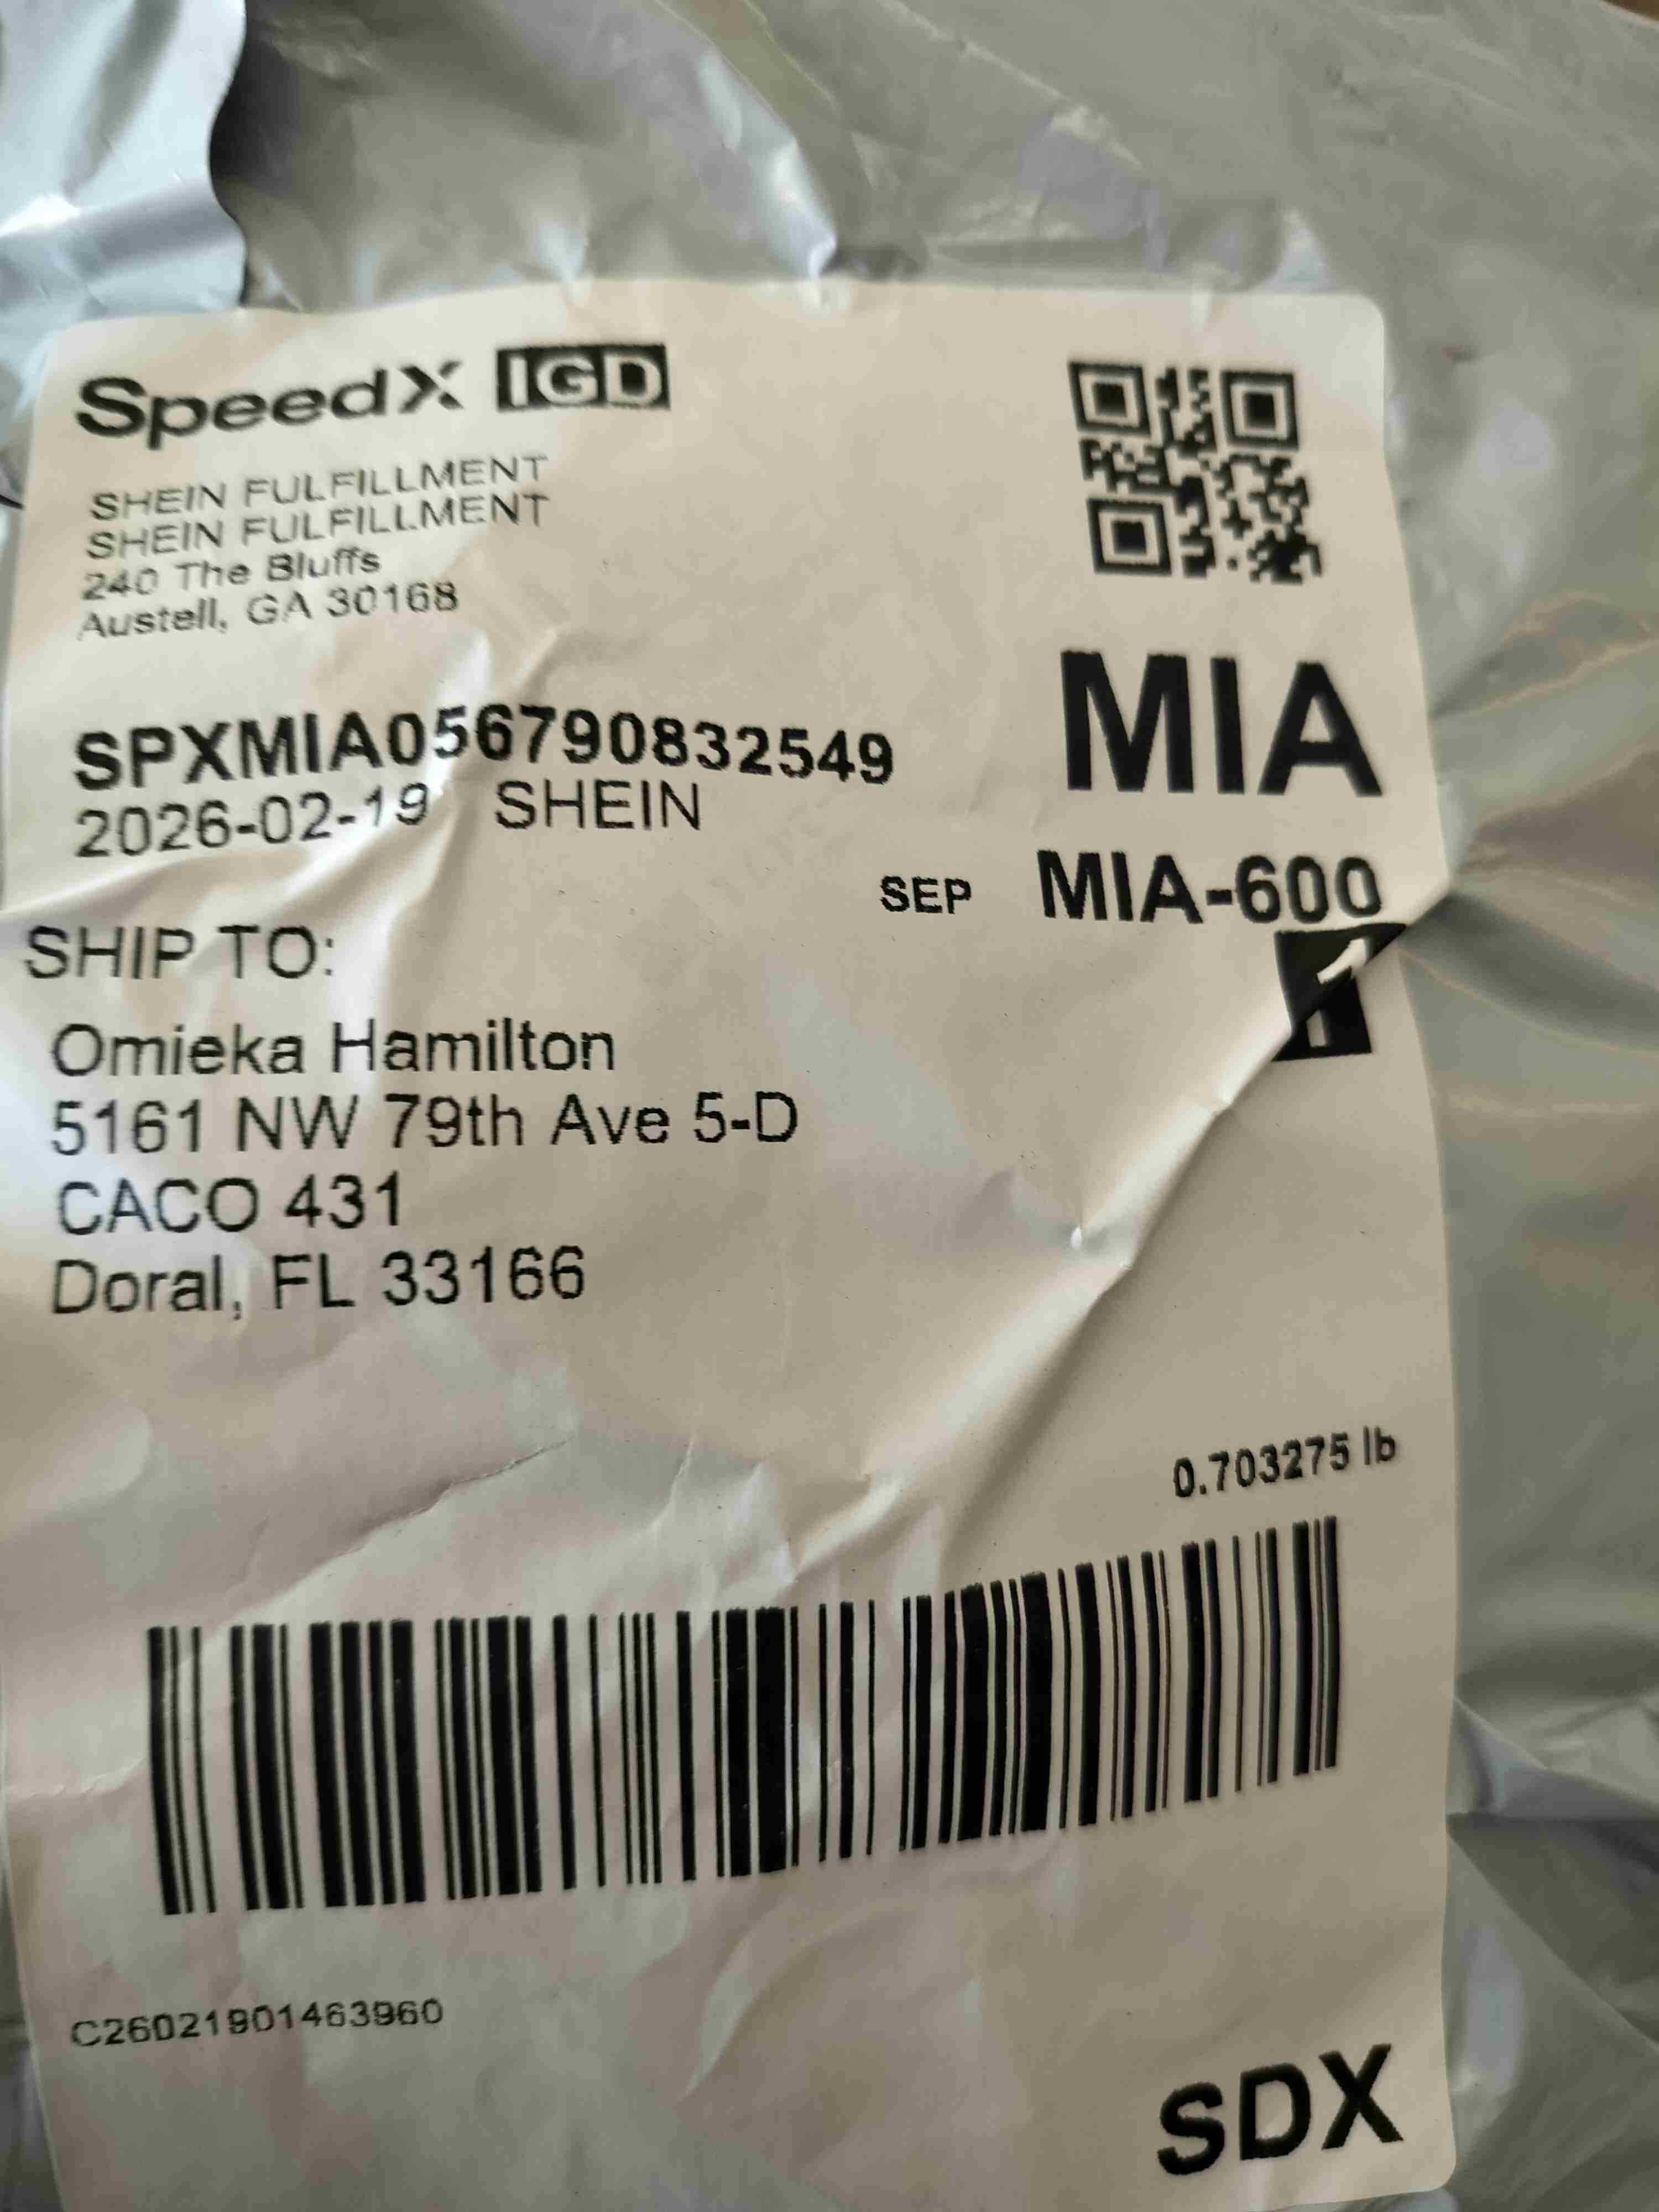 SpeedX IGD
SHEIN FULFILLMENT
SHEIN FULFILLMENT
240 The Bluffs
Austell, GA 30168
SPXMIA056790832549
2026-02-19 SHEIN
MIA
SEP MIA-600
1
SHIP TO:
Omieka Hamilton
5161 NW 79th Ave 5-D
CACO 431
Doral, FL 33166
0.703275 lb
C26021901463960
SDX